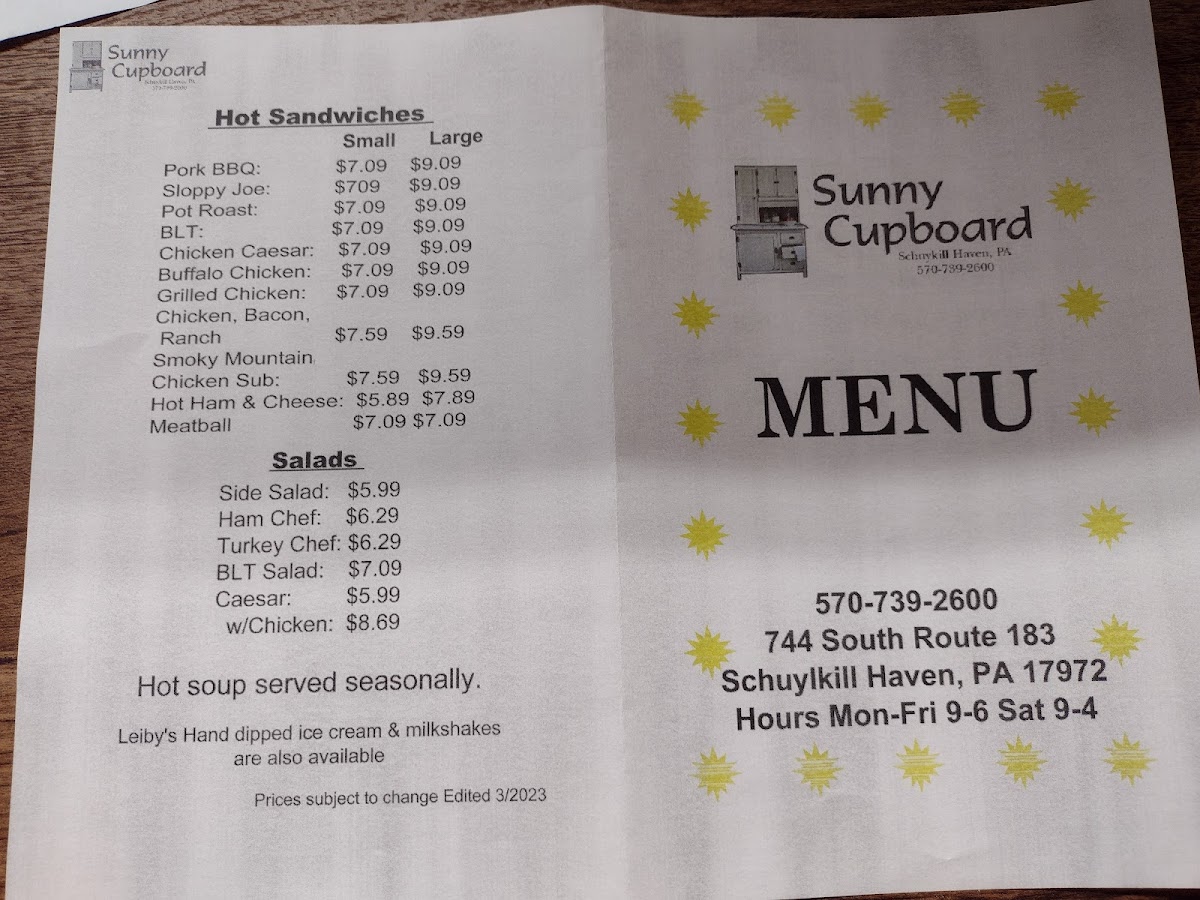 Sunny
Cupboard
Schuylkill Haven, PA
570-739-2600
Hot Sandwiches
Small Large
Pork BBQ: $7.09 $9.09
Sloppy Joe: $709 $9.09
Pot Roast: $7.09 $9.09
BLT: $7.09 $9.09
Chicken Caesar: $7.09 $9.09
Buffalo Chicken: $7.09 $9.09
Grilled Chicken: $7.09 $9.09
Chicken, Bacon,
Ranch $7.59 $9.59
Smoky Mountain
Chicken Sub: $7.59 $9.59
Hot Ham & Cheese: $5.89 $7.89
Meatball $7.09 $7.09
Salads
Side Salad: $5.99
Ham Chef: $6.29
Turkey Chef: $6.29
BLT Salad: $7.09
Caesar: $5.99
w/Chicken: $8.69
Hot soup served seasonally.
Leiby's Hand dipped ice cream & milkshakes
are also available
Prices subject to change Edited 3/2023
Sunny
Cupboard
Schuykill Haven, PA
570-739-2600
MENU
570-739-2600
744 South Route 183
Schuylkill Haven, PA 17972
Hours Mon-Fri 9-6 Sat 9-4